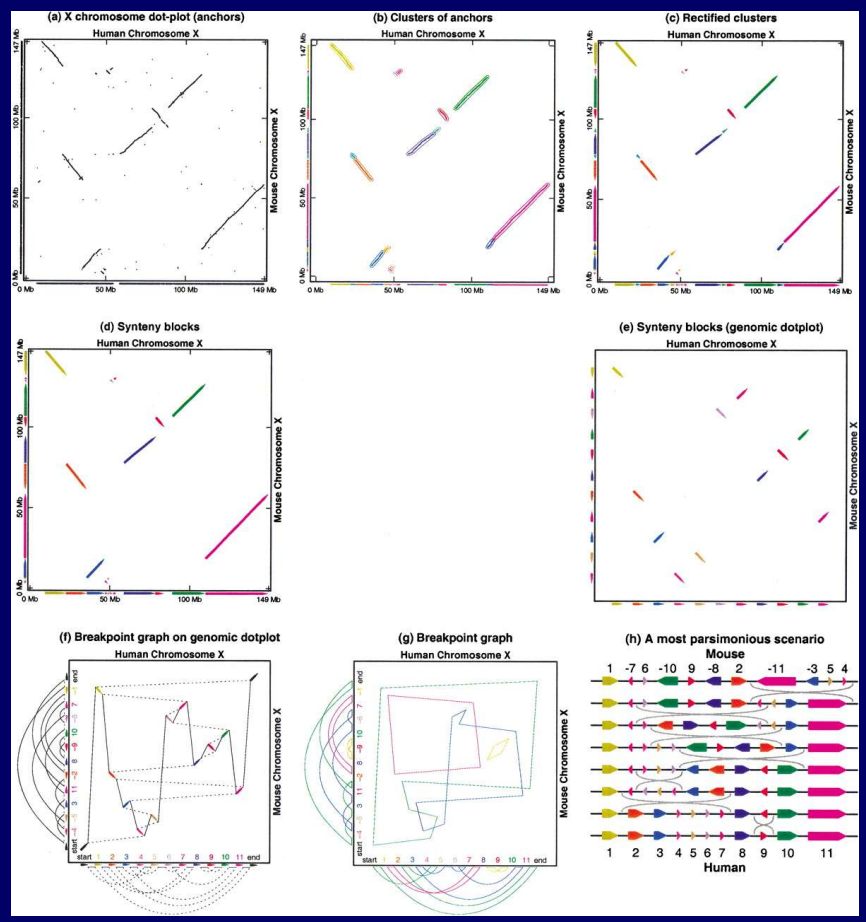 (a) X chromosome dot-plot (anchors)
Human Chromosome X
147 Mb
100 Mb
50 Mb
0 Mb
Mouse Chromosome X
0 Mb 50 Mb 100 Mb 149 Mb
(b) Clusters of anchors
Human Chromosome X
147 Mb
100 Mb
50 Mb
0 Mb
Mouse Chromosome X
0 Mb 50 Mb 100 Mb 149 Mb
(c) Rectified clusters
Human Chromosome X
147 Mb
100 Mb
50 Mb
0 Mb
Mouse Chromosome X
0 Mb 50 Mb 100 Mb 149 Mb
(d) Synteny blocks
Human Chromosome X
147 Mb
100 Mb
50 Mb
0 Mb
Mouse Chromosome X
0 Mb 50 Mb 100 Mb 149 Mb
(e) Synteny blocks (genomic dotplot)
Human Chromosome X
Mouse Chromosome X
(f) Breakpoint graph on genomic dotplot
Human Chromosome X
end
start
Mouse Chromosome X
start 1 2 3 4 5 6 7 8 9 10 11 end
(g) Breakpoint graph
Human Chromosome X
end
start
Mouse Chromosome X
start 1 2 3 4 5 6 7 8 9 10 11 end
(h) A most parsimonious scenario
Mouse
1 -7 6 -10 9 -8 2 -11 -3 5 4
1 2 3 4 5 6 7 8 9 10 11
Human